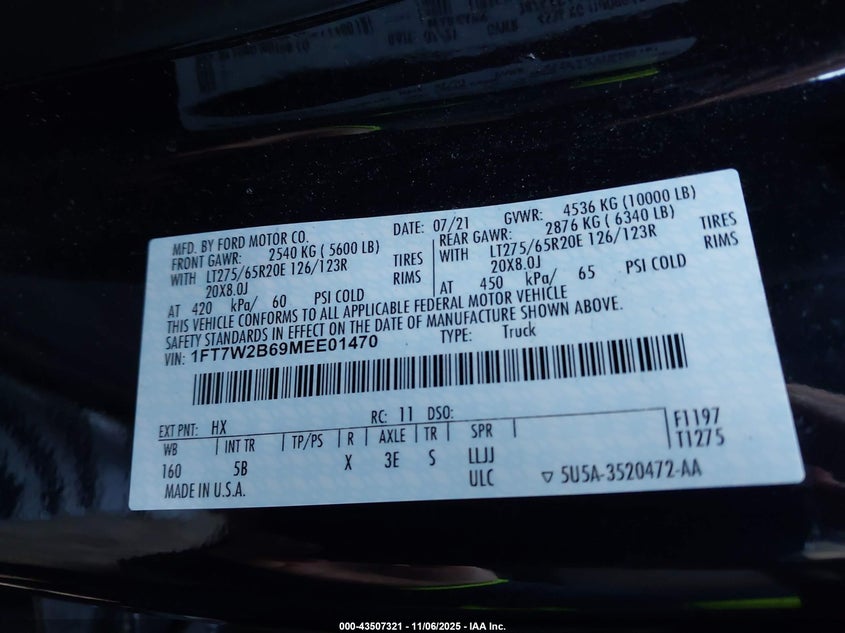 MFD. BY FORD MOTOR CO.
DATE: 07/21 GVWR: 4536 KG (10000 LB)
FRONT GAWR: 2540 KG ( 5600 LB)
REAR GAWR: 2876 KG ( 6340 LB)
WITH LT275/65R20E 126/123R TIRES
WITH LT275/65R20E 126/123R TIRES
20X8.0J RIMS
20X8.0J RIMS
AT 420 kPa/ 60 PSI COLD
AT 450 kPa/ 65 PSI COLD
THIS VEHICLE CONFORMS TO ALL APPLICABLE FEDERAL MOTOR VEHICLE
SAFETY STANDARDS IN EFFECT ON THE DATE OF MANUFACTURE SHOWN ABOVE.
VIN: 1FT7W2B69MEE01470 TYPE: Truck
EXT PNT: HX RC: 11 DSO:
WB INT TR TP/PS R AXLE TR SPR F1197
160 5B X 3E S LLJJ T1275
ULC
MADE IN U.S.A. 5U5A-3520472-AA
000-43507321 - 11/06/2025 - IAA Inc.